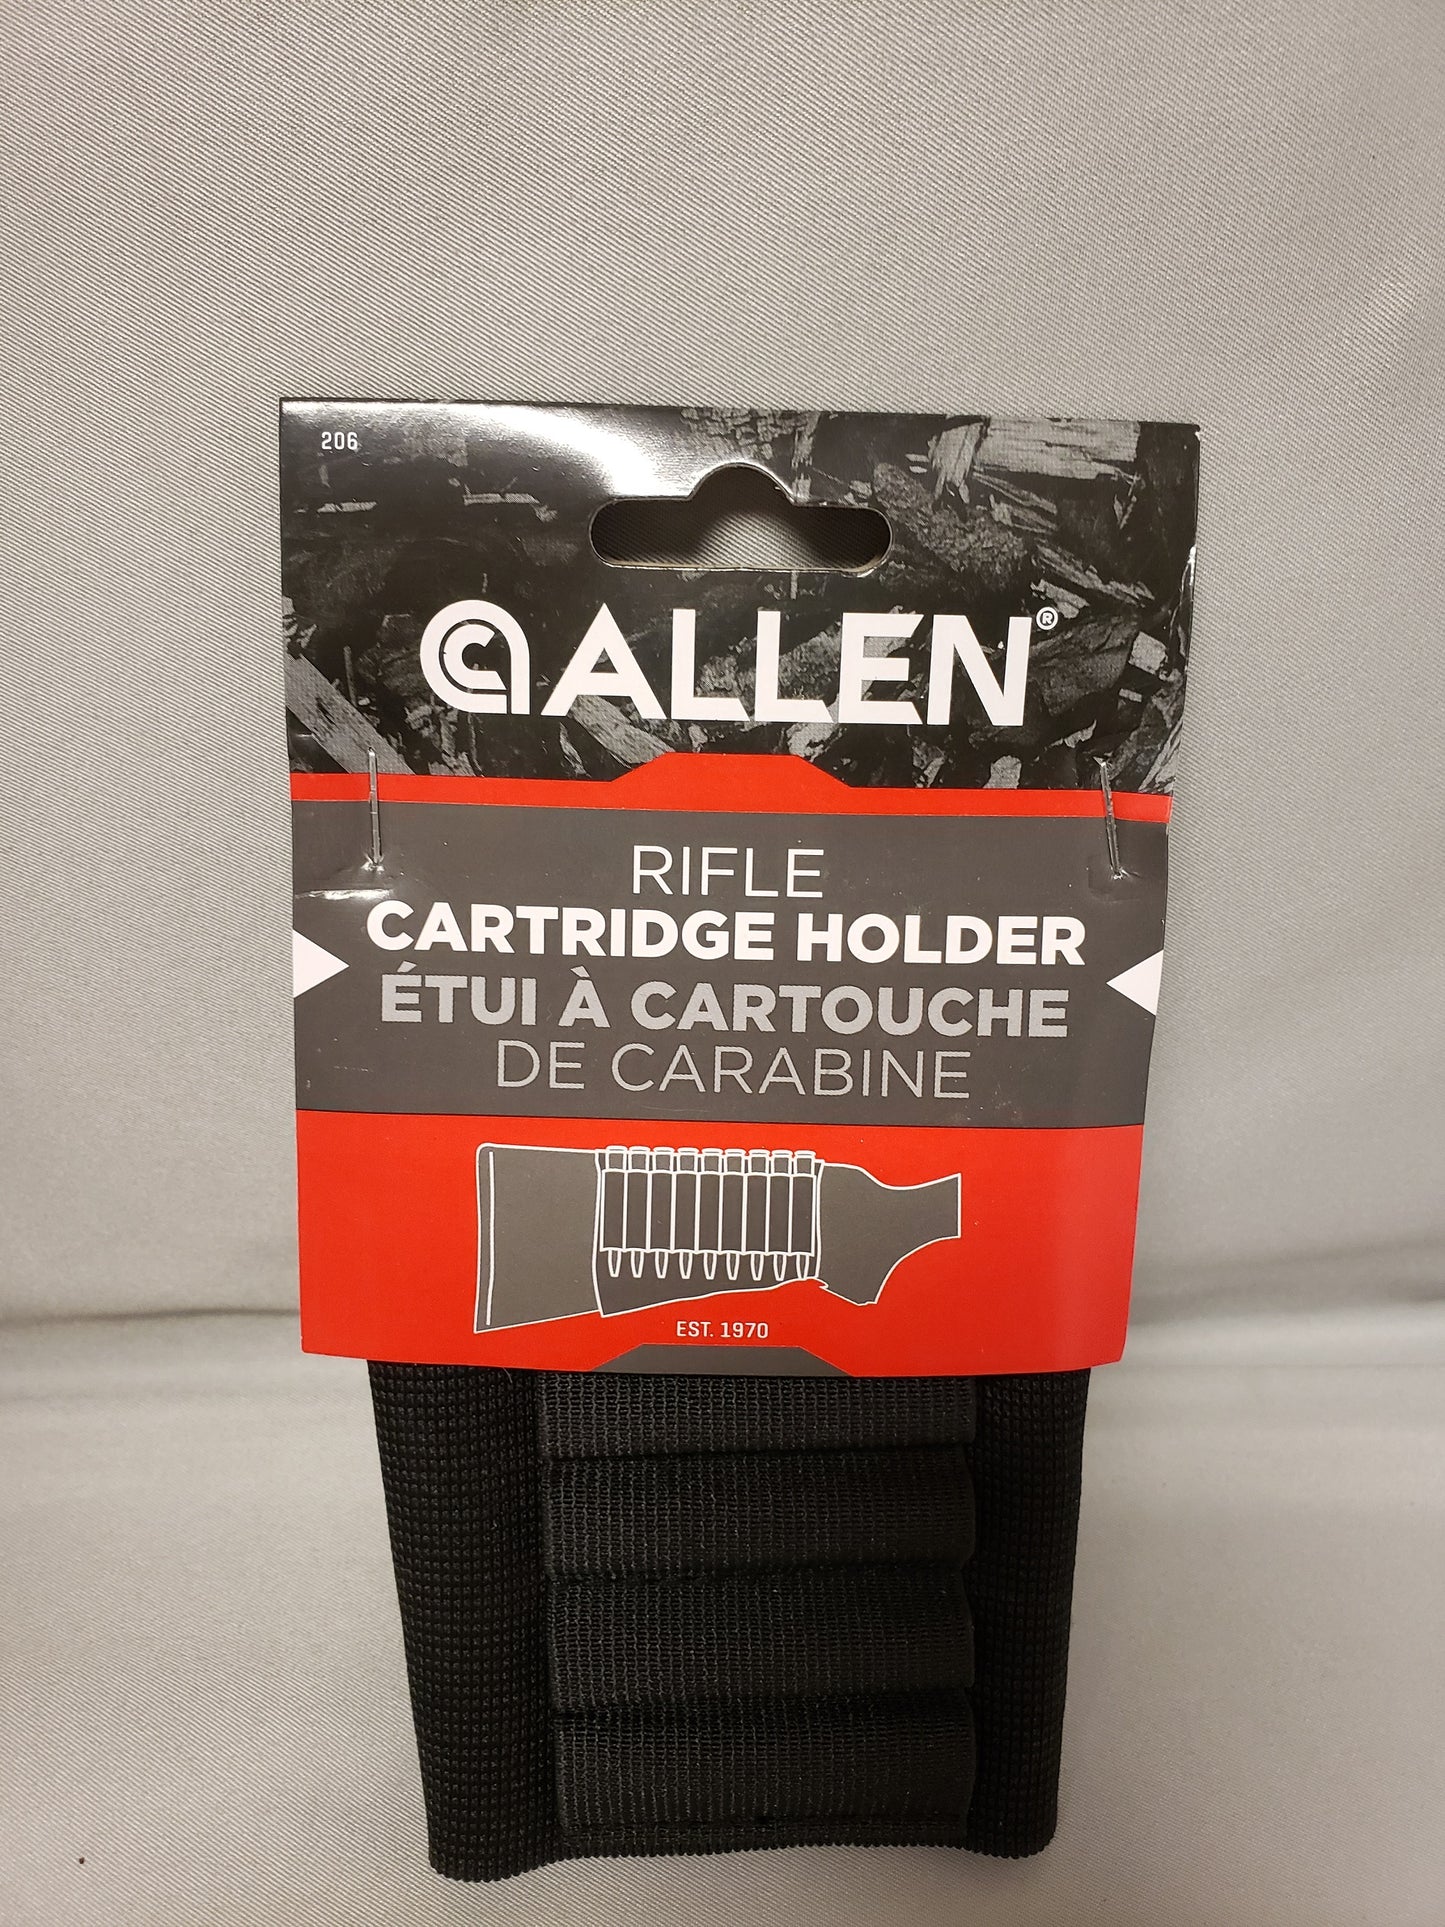 206
ALLEN®
RIFLE
CARTRIDGE HOLDER
ÉTUI À CARTOUCHE
DE CARABINE
EST. 1970